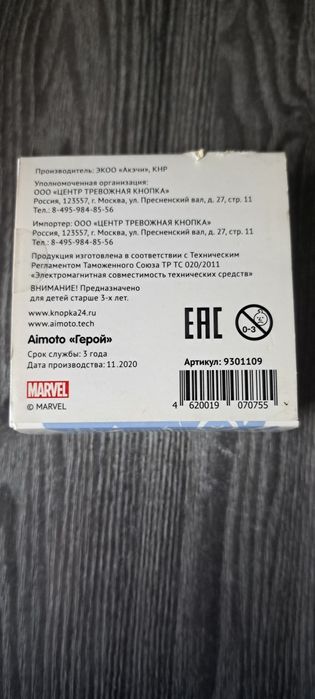 Производитель: ЭКОО «Акэчи», КНР
Уполномоченная организация:
ООО «ЦЕНТР ТРЕВОЖНАЯ КНОПКА»
Россия, 123557, г. Москва, ул. Пресненский вал, д. 27, стр. 11
Тел.: 8-495-984-85-56
Импортер: ООО «ЦЕНТР ТРЕВОЖНАЯ КНОПКА»
Россия, 123557, г. Москва, ул. Пресненский вал, д. 27, стр. 11
Тел.: 8-495-984-85-56
Продукция изготовлена в соответствии с Техническим
Регламентом Таможенного Союза ТР ТС 020/2011
«Электромагнитная совместимость технических средств»
ВНИМАНИЕ! Предназначено
для детей старше 3-х лет.
www.knopka24.ru
www.aimoto.tech
EAC
0-3
Aimoto «Герой»
Срок службы: 3 года
Дата производства: 11.2020
Артикул: 9301109
MARVEL
© MARVEL
4 620019 070755